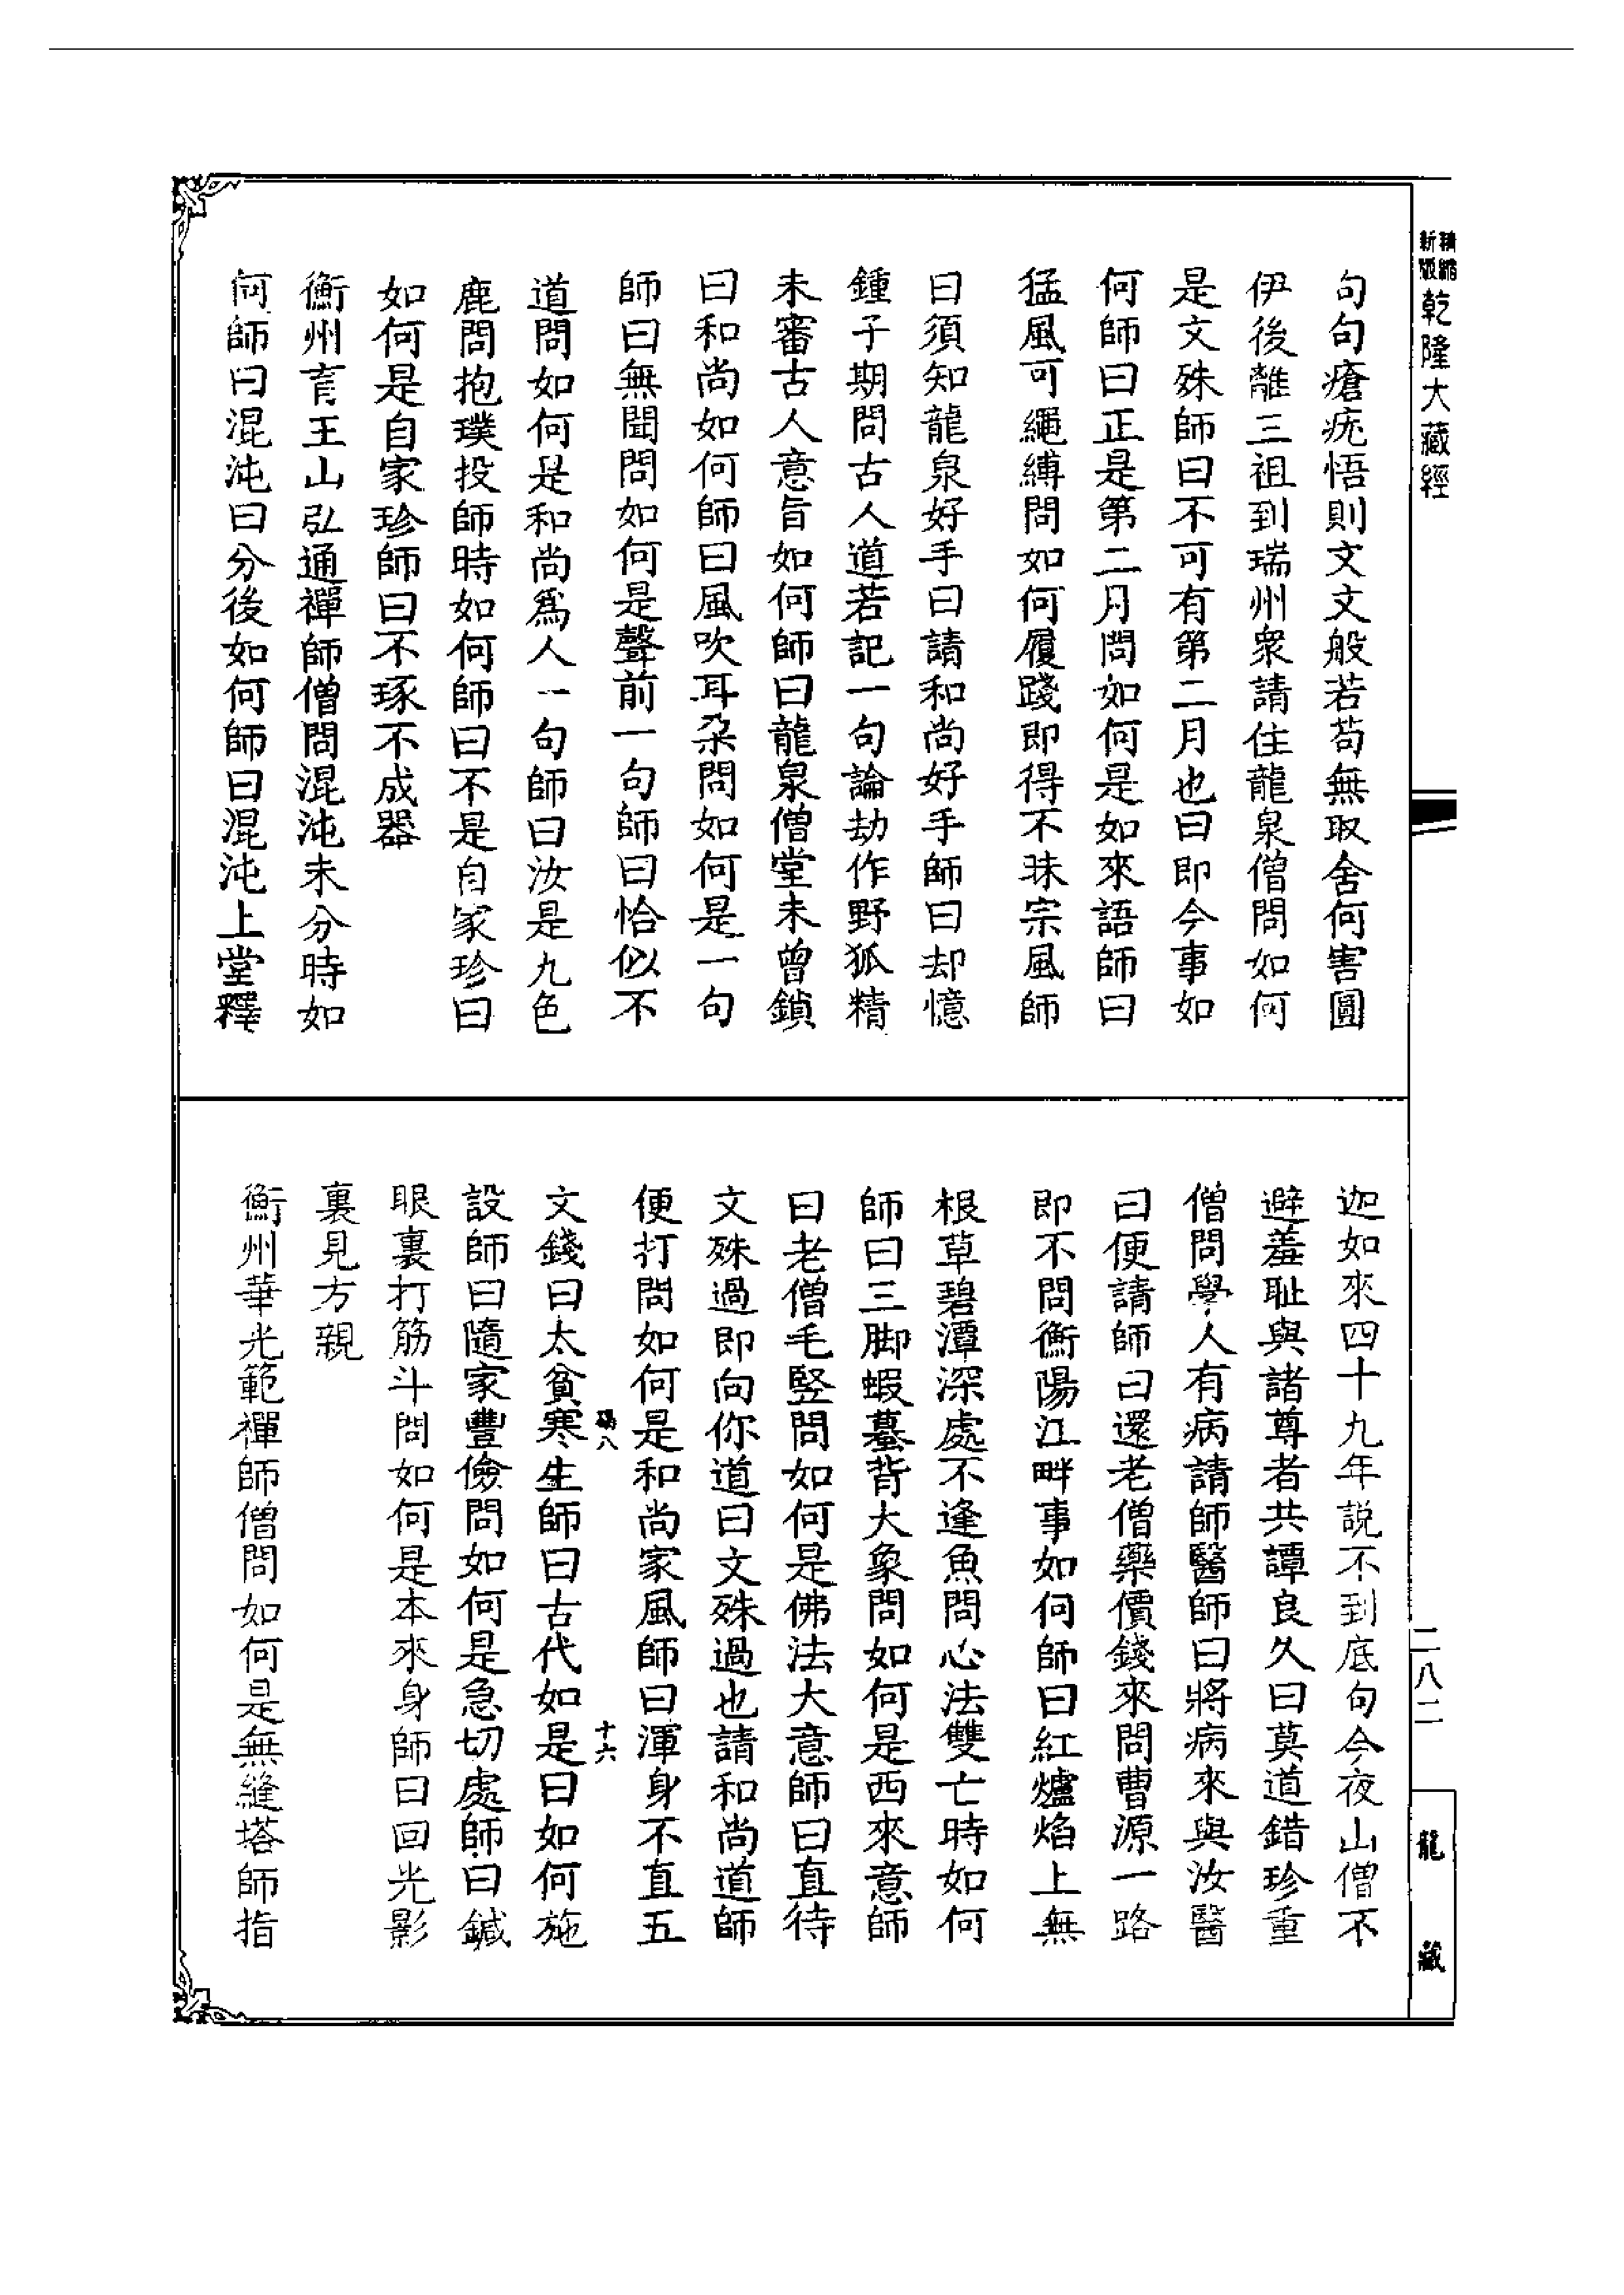 精縮
新版
乾隆大藏經
句句瘡疣悟則文文般若苟無取舍何害圓
伊後離三祖到瑞州衆請住龍泉僧問如何
是文殊師曰不可有第二月也曰即今事如
何師曰正是第二月問如何是如來語師曰
猛風可繩縛問如何履踐即得不昧宗風師
曰須知龍泉好手曰請和尚好手師曰却憶
鍾子期問古人道若記一句論劫作野狐精
未審古人意旨如何師曰龍泉僧堂未曾鎖
曰和尚如何師曰風吹耳朶問如何是一句
師曰無聞問如何是聲前一句師曰恰似不
道問如何是和尚爲人一句師曰汝是九色
鹿問抱璞投師時如何師曰不是自家珍曰
如何是自家珍師曰不琢不成器
衡州育王山弘通禪師僧問混沌未分時如
何師曰混沌曰分後如何師曰混沌上堂釋
迦如來四十九年説不到底句今夜山僧不
避羞耻與諸尊者共譚良久曰莫道錯珍重
僧問學人有病請師醫師曰將病來與汝醫
曰便請師曰還老僧藥價錢來問曹源一路
即不問衡陽江畔事如何師曰紅爐焰上無
根草碧潭深處不逢魚問心法雙亡時如何
師曰三脚蝦蟇背大象問如何是西來意師
曰老僧毛竪問如何是佛法大意師曰直待
文殊過即向你道曰文殊過也請和尚道師
便打問如何是和尚家風師曰渾身不直五
八 十六
文錢曰太貧寒生師曰古代如是曰如何施
設師曰隨家豐儉問如何是急切處師曰鍼
眼裏打筋斗問如何是本來身師曰回光影
裏見方親
衡州華光範禪師僧問如何是無縫塔師指
二八二
龍藏